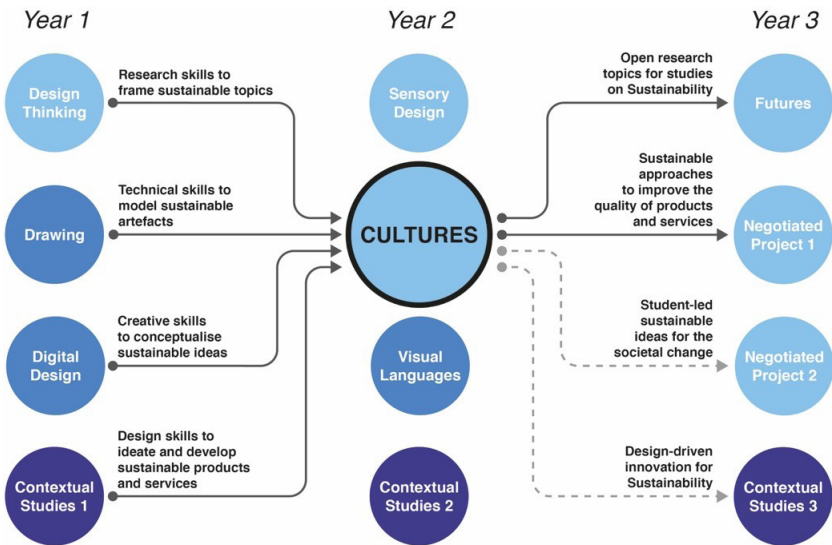 Year 1
Year 2
Year 3
Design
Thinking
Research skills to
frame sustainable topics
Sensory
Design
Open research
topics for studies
on Sustainability
Futures
Drawing
Technical skills to
model sustainable
artefacts
CULTURES
Sustainable
approaches
to improve the
quality of products
and services
Negotiated
Project 1
Digital
Design
Creative skills
to conceptualise
sustainable ideas
Visual
Languages
Student-led
sustainable
ideas for the
societal change
Negotiated
Project 2
Contextual
Studies 1
Design skills to
ideate and develop
sustainable products
and services
Contextual
Studies 2
Design-driven
innovation for
Sustainability
Contextual
Studies 3